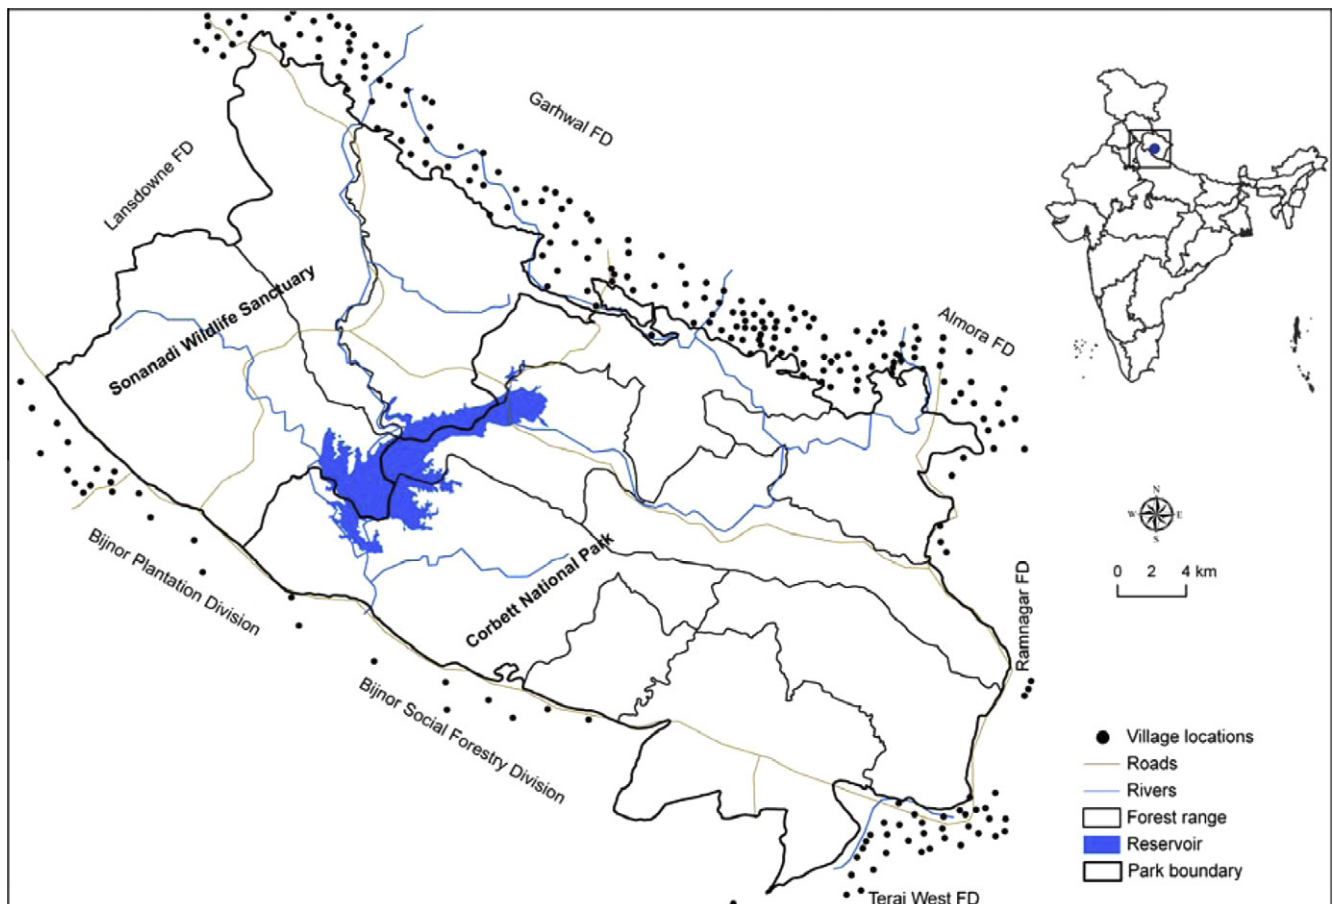 Garhwal FD
Lansdowne FD
Almora FD
Sonanadi Wildlife Sanctuary
N
W E
S
0 2 4 km
Bijnor Plantation Division
Corbett National Park
Ramnagar FD
Bijnor Social Forestry Division
Village locations
Roads
Rivers
Forest range
Reservoir
Park boundary
Terai West FD